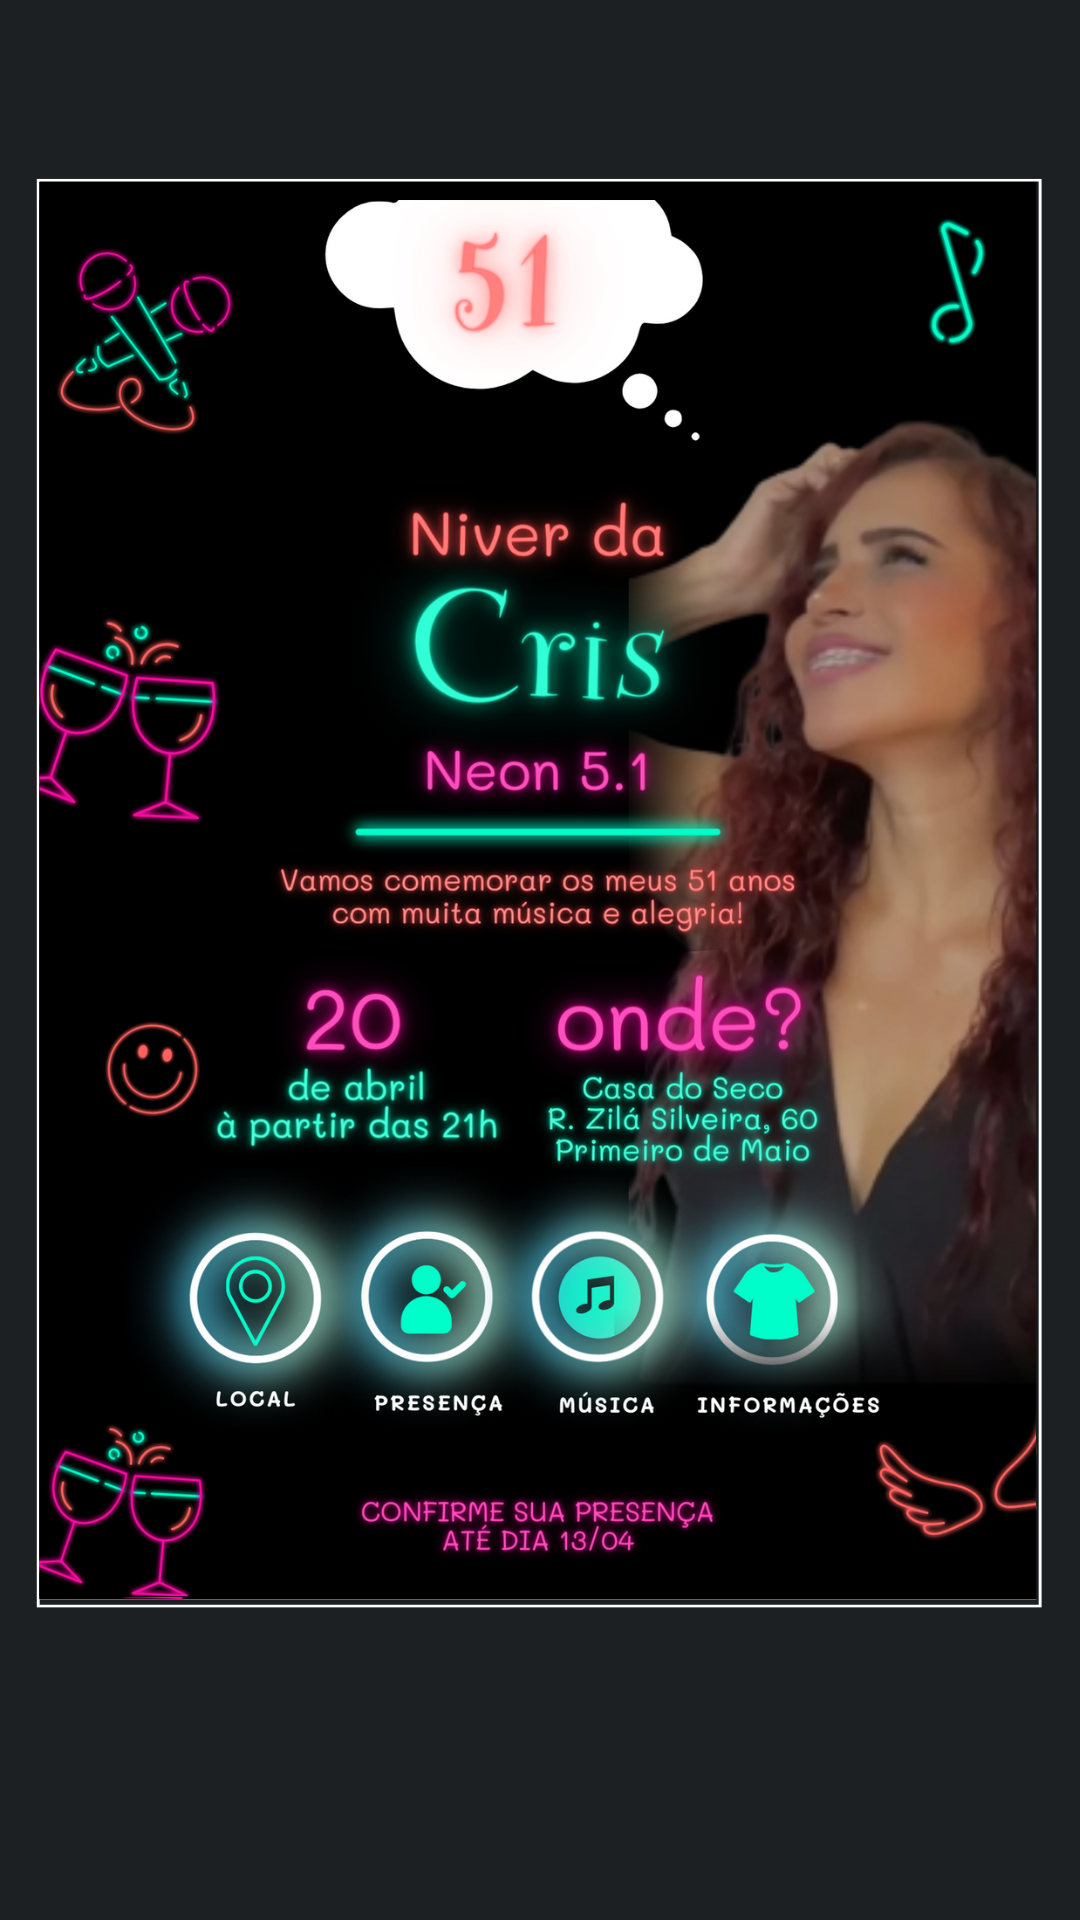 51
Niver da
Cris
Neon 5.1
Vamos comemorar os meus 51 anos
com muita música e alegria!
20
de abril
à partir das 21h
onde?
Casa do Seco
R. Zilá Silveira, 60
Primeiro de Maio
LOCAL
PRESENÇA
MÚSICA
INFORMAÇÕES
CONFIRME SUA PRESENÇA
ATÉ DIA 13/04